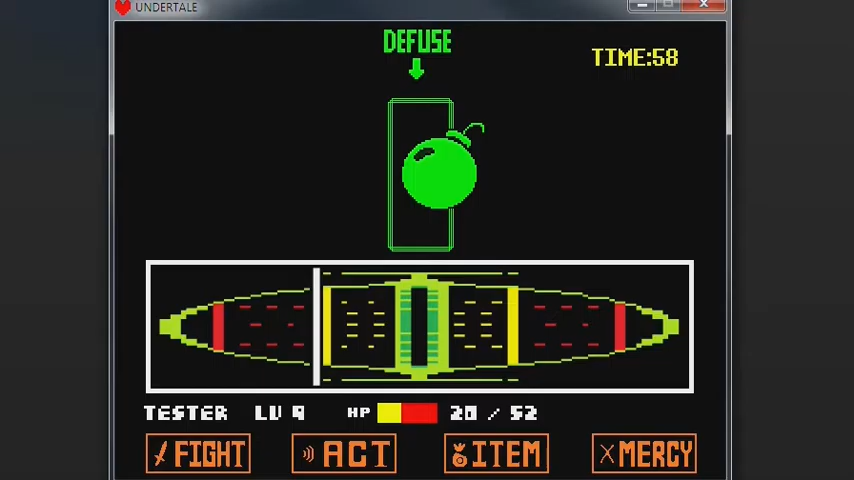 UNDERTALE
DEFUSE
TIME:58
TESTER LV 9 HP 20 / 52
FIGHT ACT ITEM MERCY